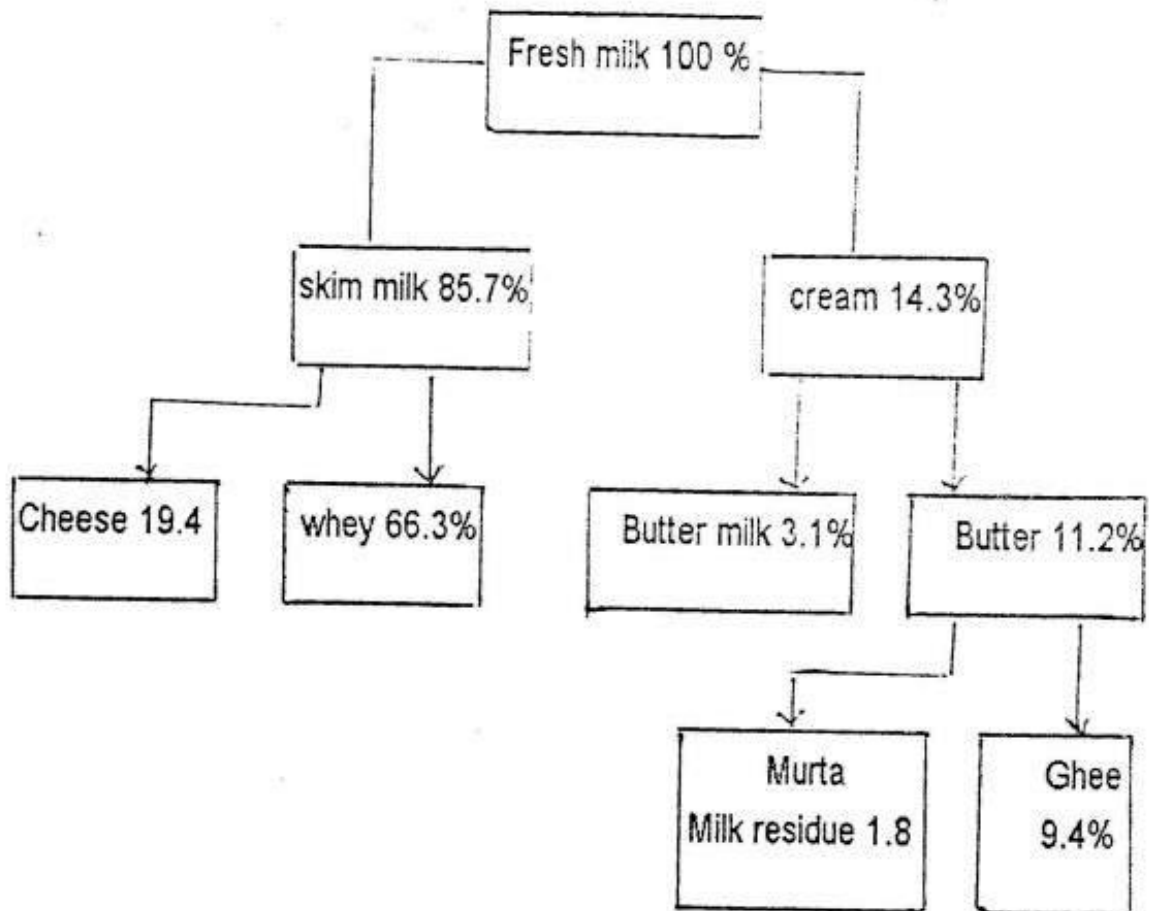 Fresh milk 100 %
skim milk 85.7%
cream 14.3%
Cheese 19.4
whey 66.3%
Butter milk 3.1%
Butter 11.2%
Murta
Milk residue 1.8
Ghee
9.4%